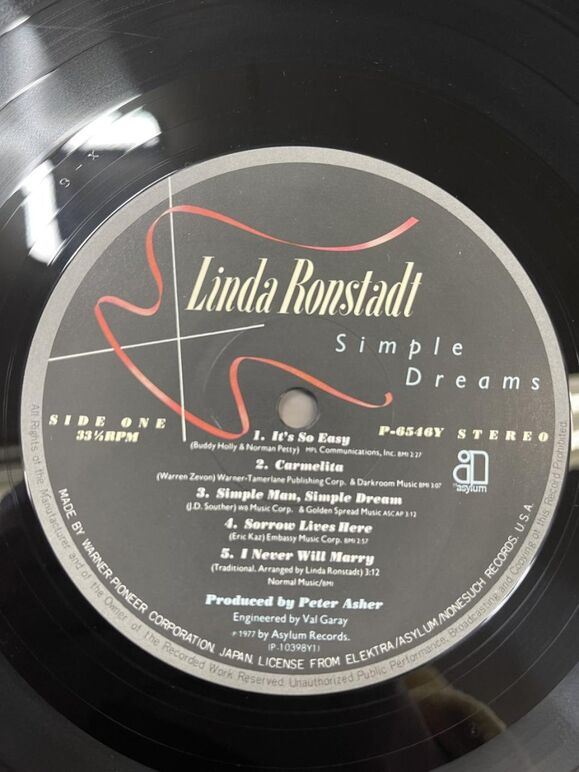 Linda Ronstadt
Simple
Dreams
SIDE ONE
33⅓RPM
P-6546Y STEREO
asylum
1. It's So Easy
(Buddy Holly & Norman Petty) MPL Communications, Inc. BMI 2:27
2. Carmelita
(Warren Zevon) Warner-Tamerlane Publishing Corp. & Darkroom Music BMI 3:07
3. Simple Man, Simple Dream
(J.D. Souther) WB Music Corp. & Golden Spread Music ASCAP 3:12
4. Sorrow Lives Here
(Eric Kaz) Embassy Music Corp. BMI 2:57
5. I Never Will Marry
(Traditional, Arranged by Linda Ronstadt) 3:12
Normal Music/BMI
Produced by Peter Asher
Engineered by Val Garay
℗ 1977 by Asylum Records.
(P-10398Y1)
MADE BY WARNER-PIONEER CORPORATION, JAPAN. LICENSE FROM ELEKTRA/ASYLUM/NONESUCH RECORDS, U.S.A.
All Rights of the Manufacturer and of the Owner of the Recorded Work Reserved. Unauthorized Public Performance, Broadcasting and Copying of this Record Prohibited.